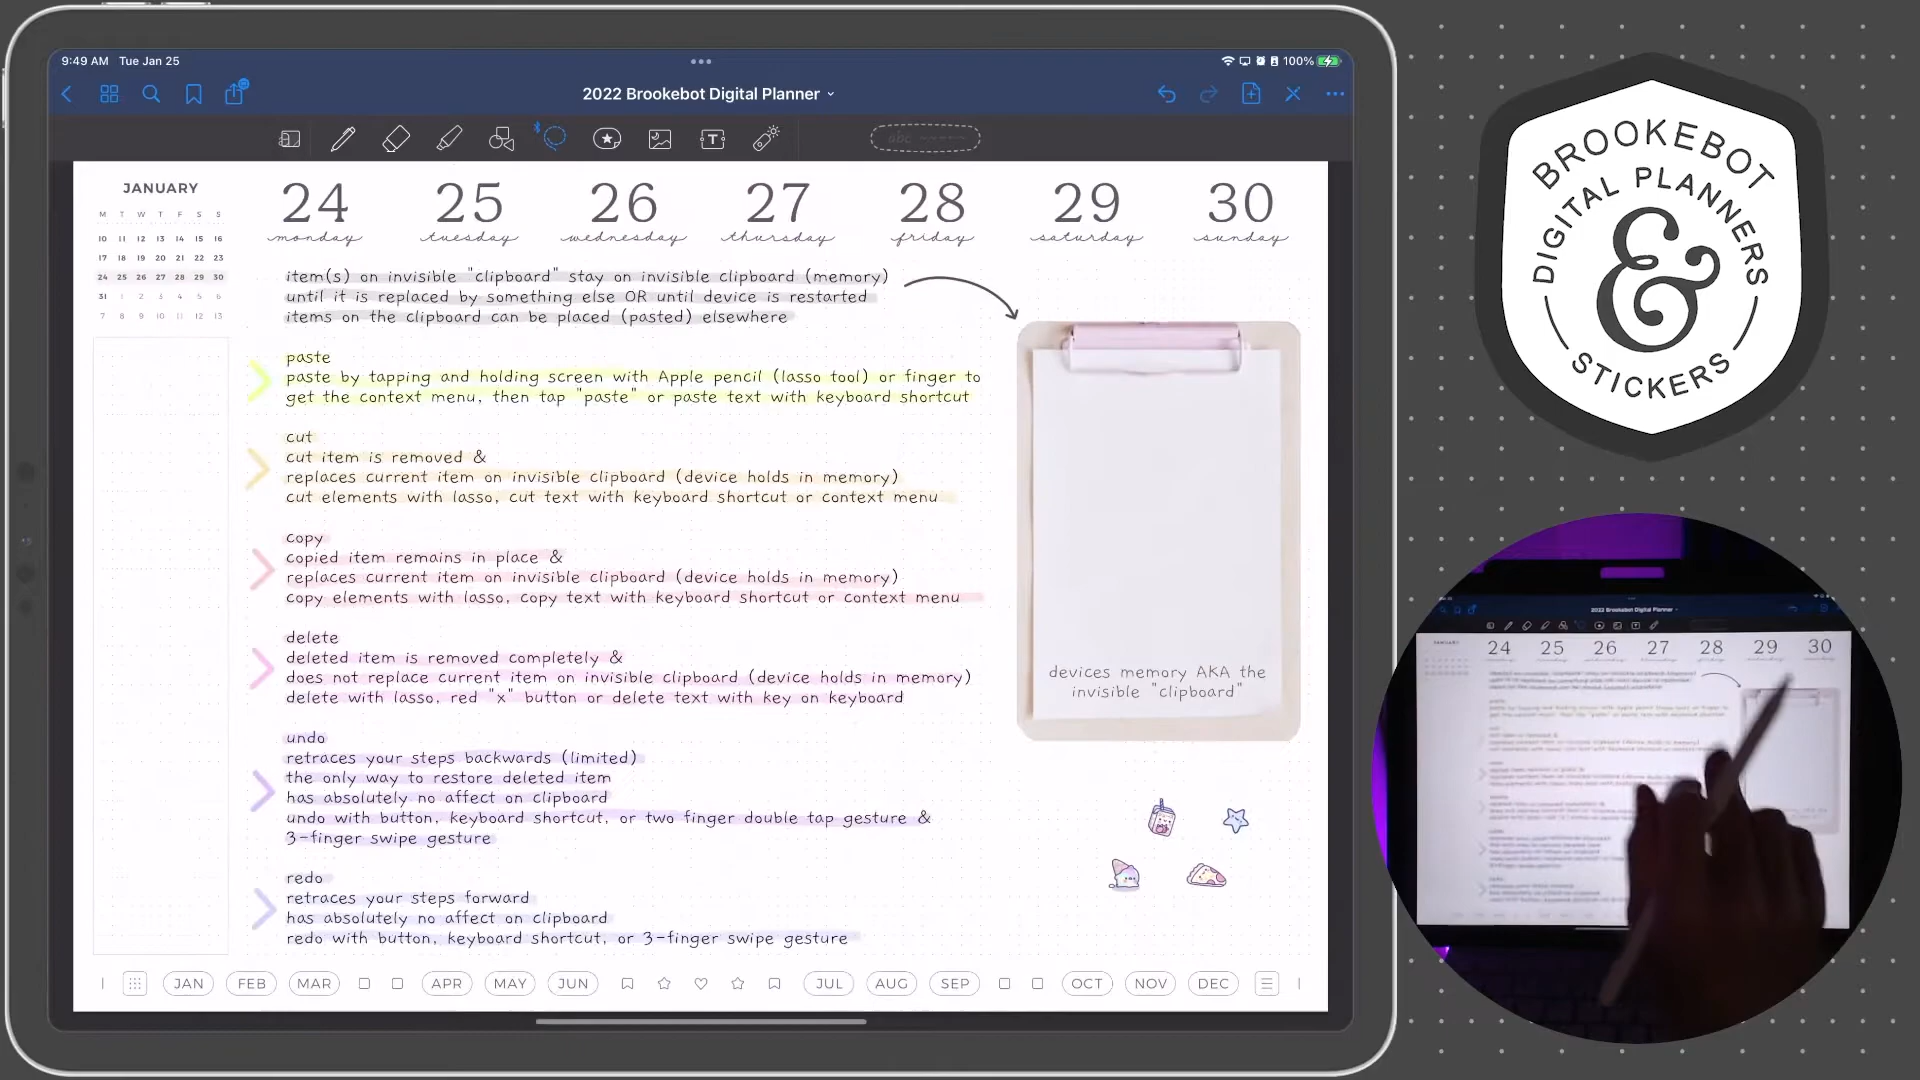 9:49 AM Tue Jan 25
100%
2022 Brookebot Digital Planner
abc
JANUARY
M T W T F S S
10 11 12 13 14 15 16
17 18 19 20 21 22 23
24 25 26 27 28 29 30
31 1 2 3 4 5 6
7 8 9 10 11 12 13
24 25 26 27 28 29 30
monday tuesday wednesday thursday friday saturday sunday
item(s) on invisible "clipboard" stay on invisible clipboard (memory)
until it is replaced by something else OR until device is restarted
items on the clipboard can be placed (pasted) elsewhere
paste
paste by tapping and holding screen with Apple pencil (lasso tool) or finger to
get the context menu, then tap "paste" or paste text with keyboard shortcut
cut
cut item is removed &
replaces current item on invisible clipboard (device holds in memory)
cut elements with lasso, cut text with keyboard shortcut or context menu
copy
copied item remains in place &
replaces current item on invisible clipboard (device holds in memory)
copy elements with lasso, copy text with keyboard shortcut or context menu
delete
deleted item is removed completely &
does not replace current item on invisible clipboard (device holds in memory)
delete with lasso, red "x" button or delete text with key on keyboard
undo
retraces your steps backwards (limited)
the only way to restore deleted item
has absolutely no affect on clipboard
undo with button, keyboard shortcut, or two finger double tap gesture &
3-finger swipe gesture
redo
retraces your steps forward
has absolutely no affect on clipboard
redo with button, keyboard shortcut, or 3-finger swipe gesture
devices memory AKA the
invisible "clipboard"
JAN FEB MAR APR MAY JUN JUL AUG SEP OCT NOV DEC
BROOKEBOT
DIGITAL PLANNERS
&
STICKERS
2022 Brookebot Digital Planner
JANUARY
24 25 26 27 28 29 30